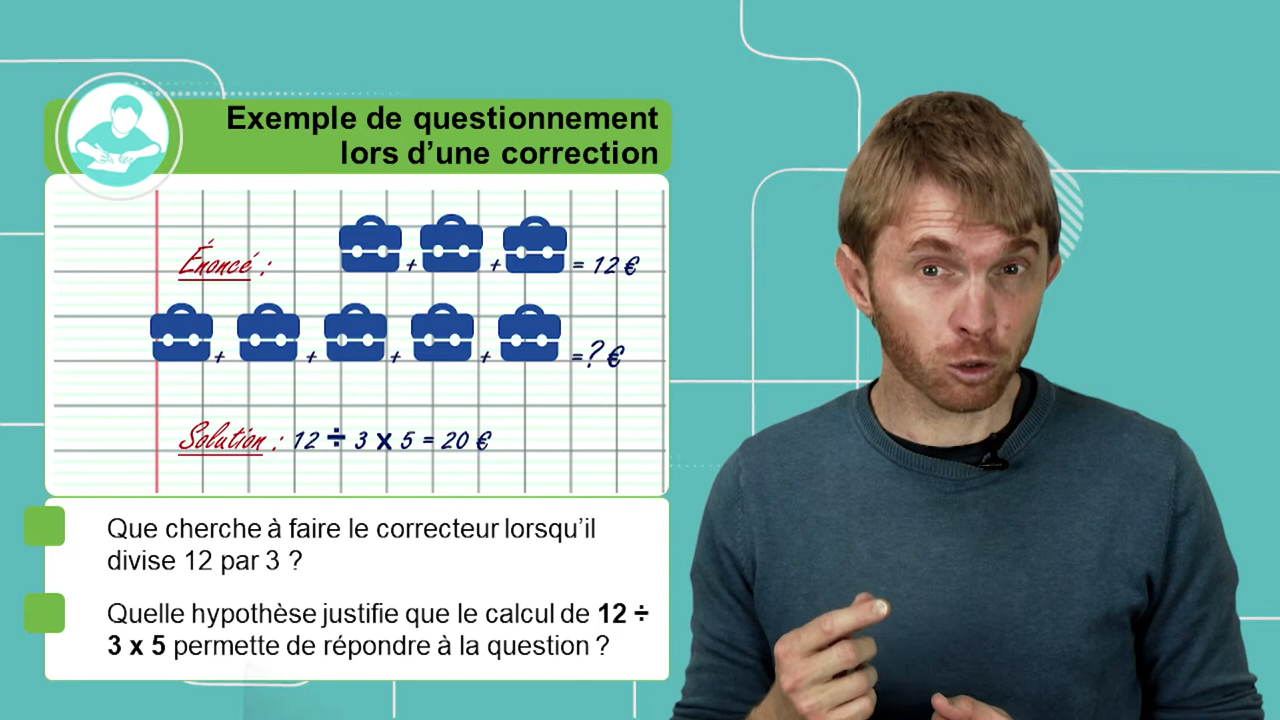 Exemple de questionnement
lors d’une correction
Énoncé :
+ + = 12 €
+ + + + = ? €
Solution : 12 ÷ 3 x 5 = 20 €
Que cherche à faire le correcteur lorsqu’il
divise 12 par 3 ?
Quelle hypothèse justifie que le calcul de 12 ÷
3 x 5 permette de répondre à la question ?